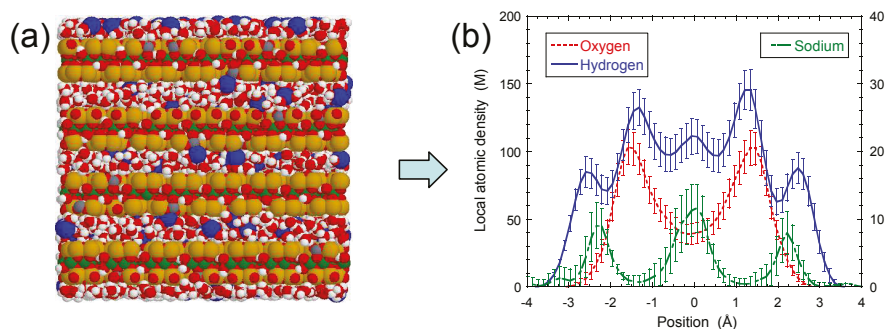 (a)
(b)
200
150
100
50
0
Local atomic density (M)
Oxygen
Hydrogen
Sodium
40
30
20
10
0
-4 -3 -2 -1 0 1 2 3 4
Position (Å)